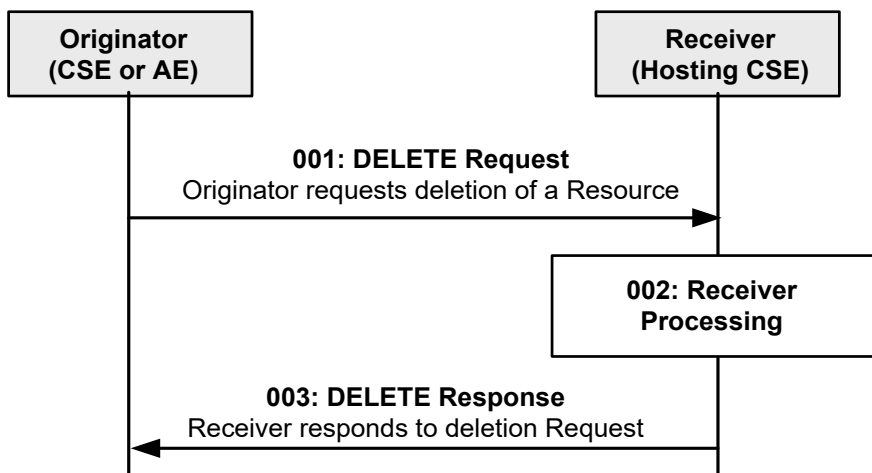 Originator
(CSE or AE)
Receiver
(Hosting CSE)
001: DELETE Request
Originator requests deletion of a Resource
002: Receiver
Processing
003: DELETE Response
Receiver responds to deletion Request